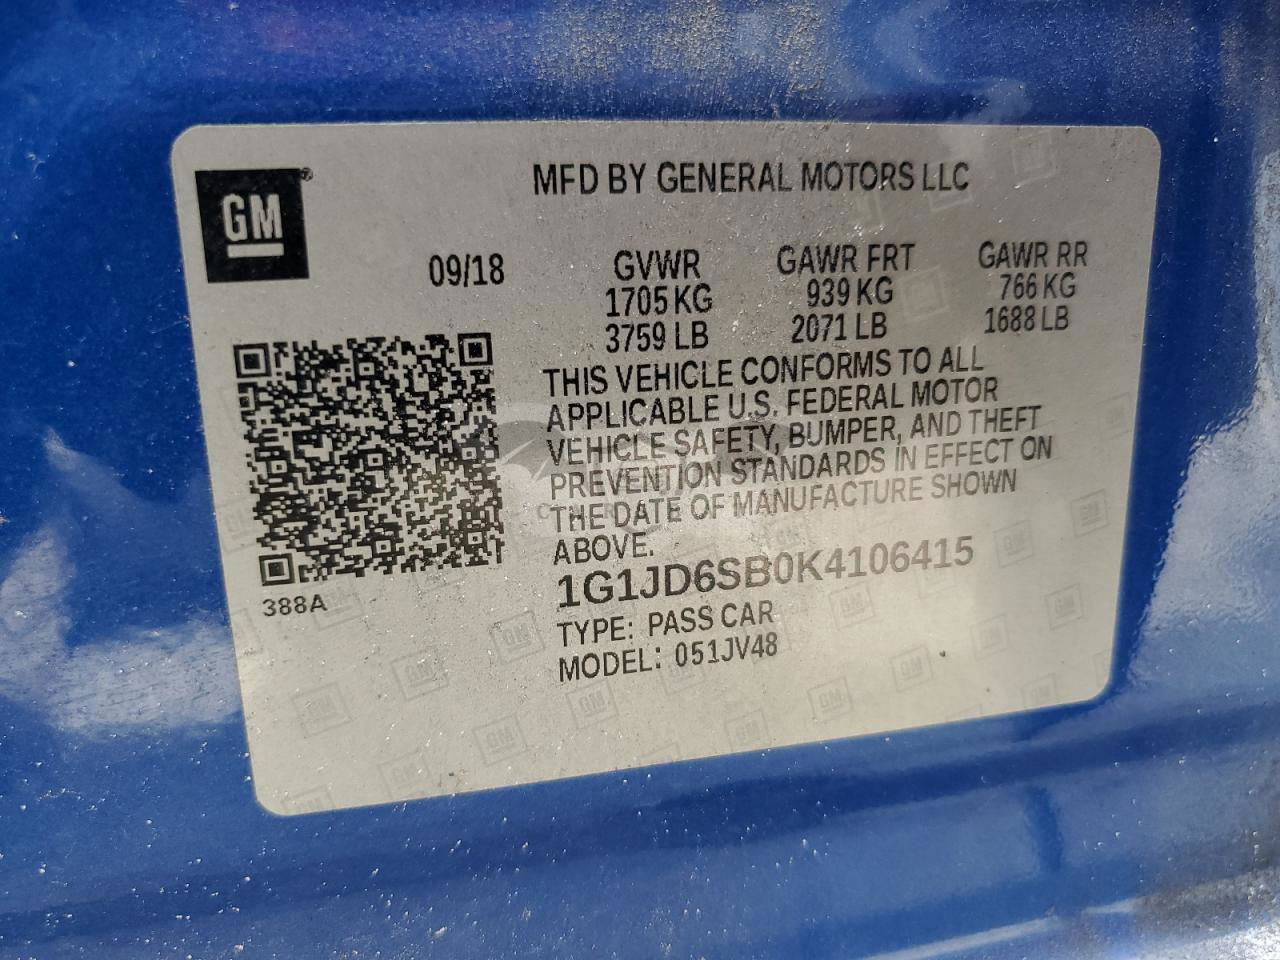 MFD BY GENERAL MOTORS LLC
GM®
09/18
GVWR GAWR FRT GAWR RR
1705 KG 939 KG 766 KG
3759 LB 2071 LB 1688 LB
THIS VEHICLE CONFORMS TO ALL
APPLICABLE U.S. FEDERAL MOTOR
VEHICLE SAFETY, BUMPER, AND THEFT
PREVENTION STANDARDS IN EFFECT ON
THE DATE OF MANUFACTURE SHOWN
ABOVE.
1G1JD6SB0K4106415
388A
TYPE: PASS CAR
MODEL: 051JV48